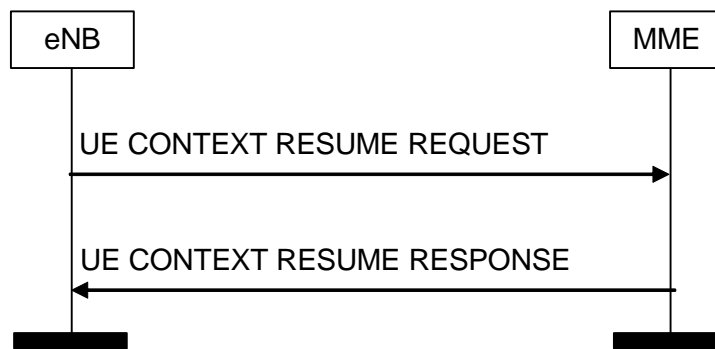 eNB
MME
UE CONTEXT RESUME REQUEST
UE CONTEXT RESUME RESPONSE